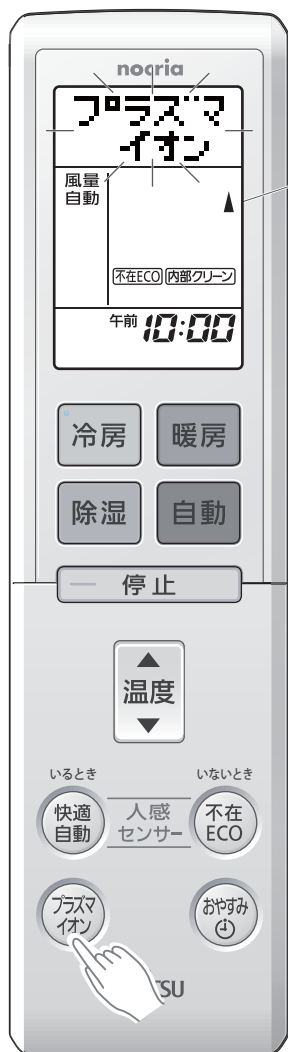 nocria
プラズマ
イオン
風量
自動
不在ECO 内部クリーン
午前 10:00
冷房 暖房
除湿 自動
停止
温度
いるとき いないとき
快適
自動
人感
センサー
不在
ECO
プラズマ
イオン
おやすみ
TSU